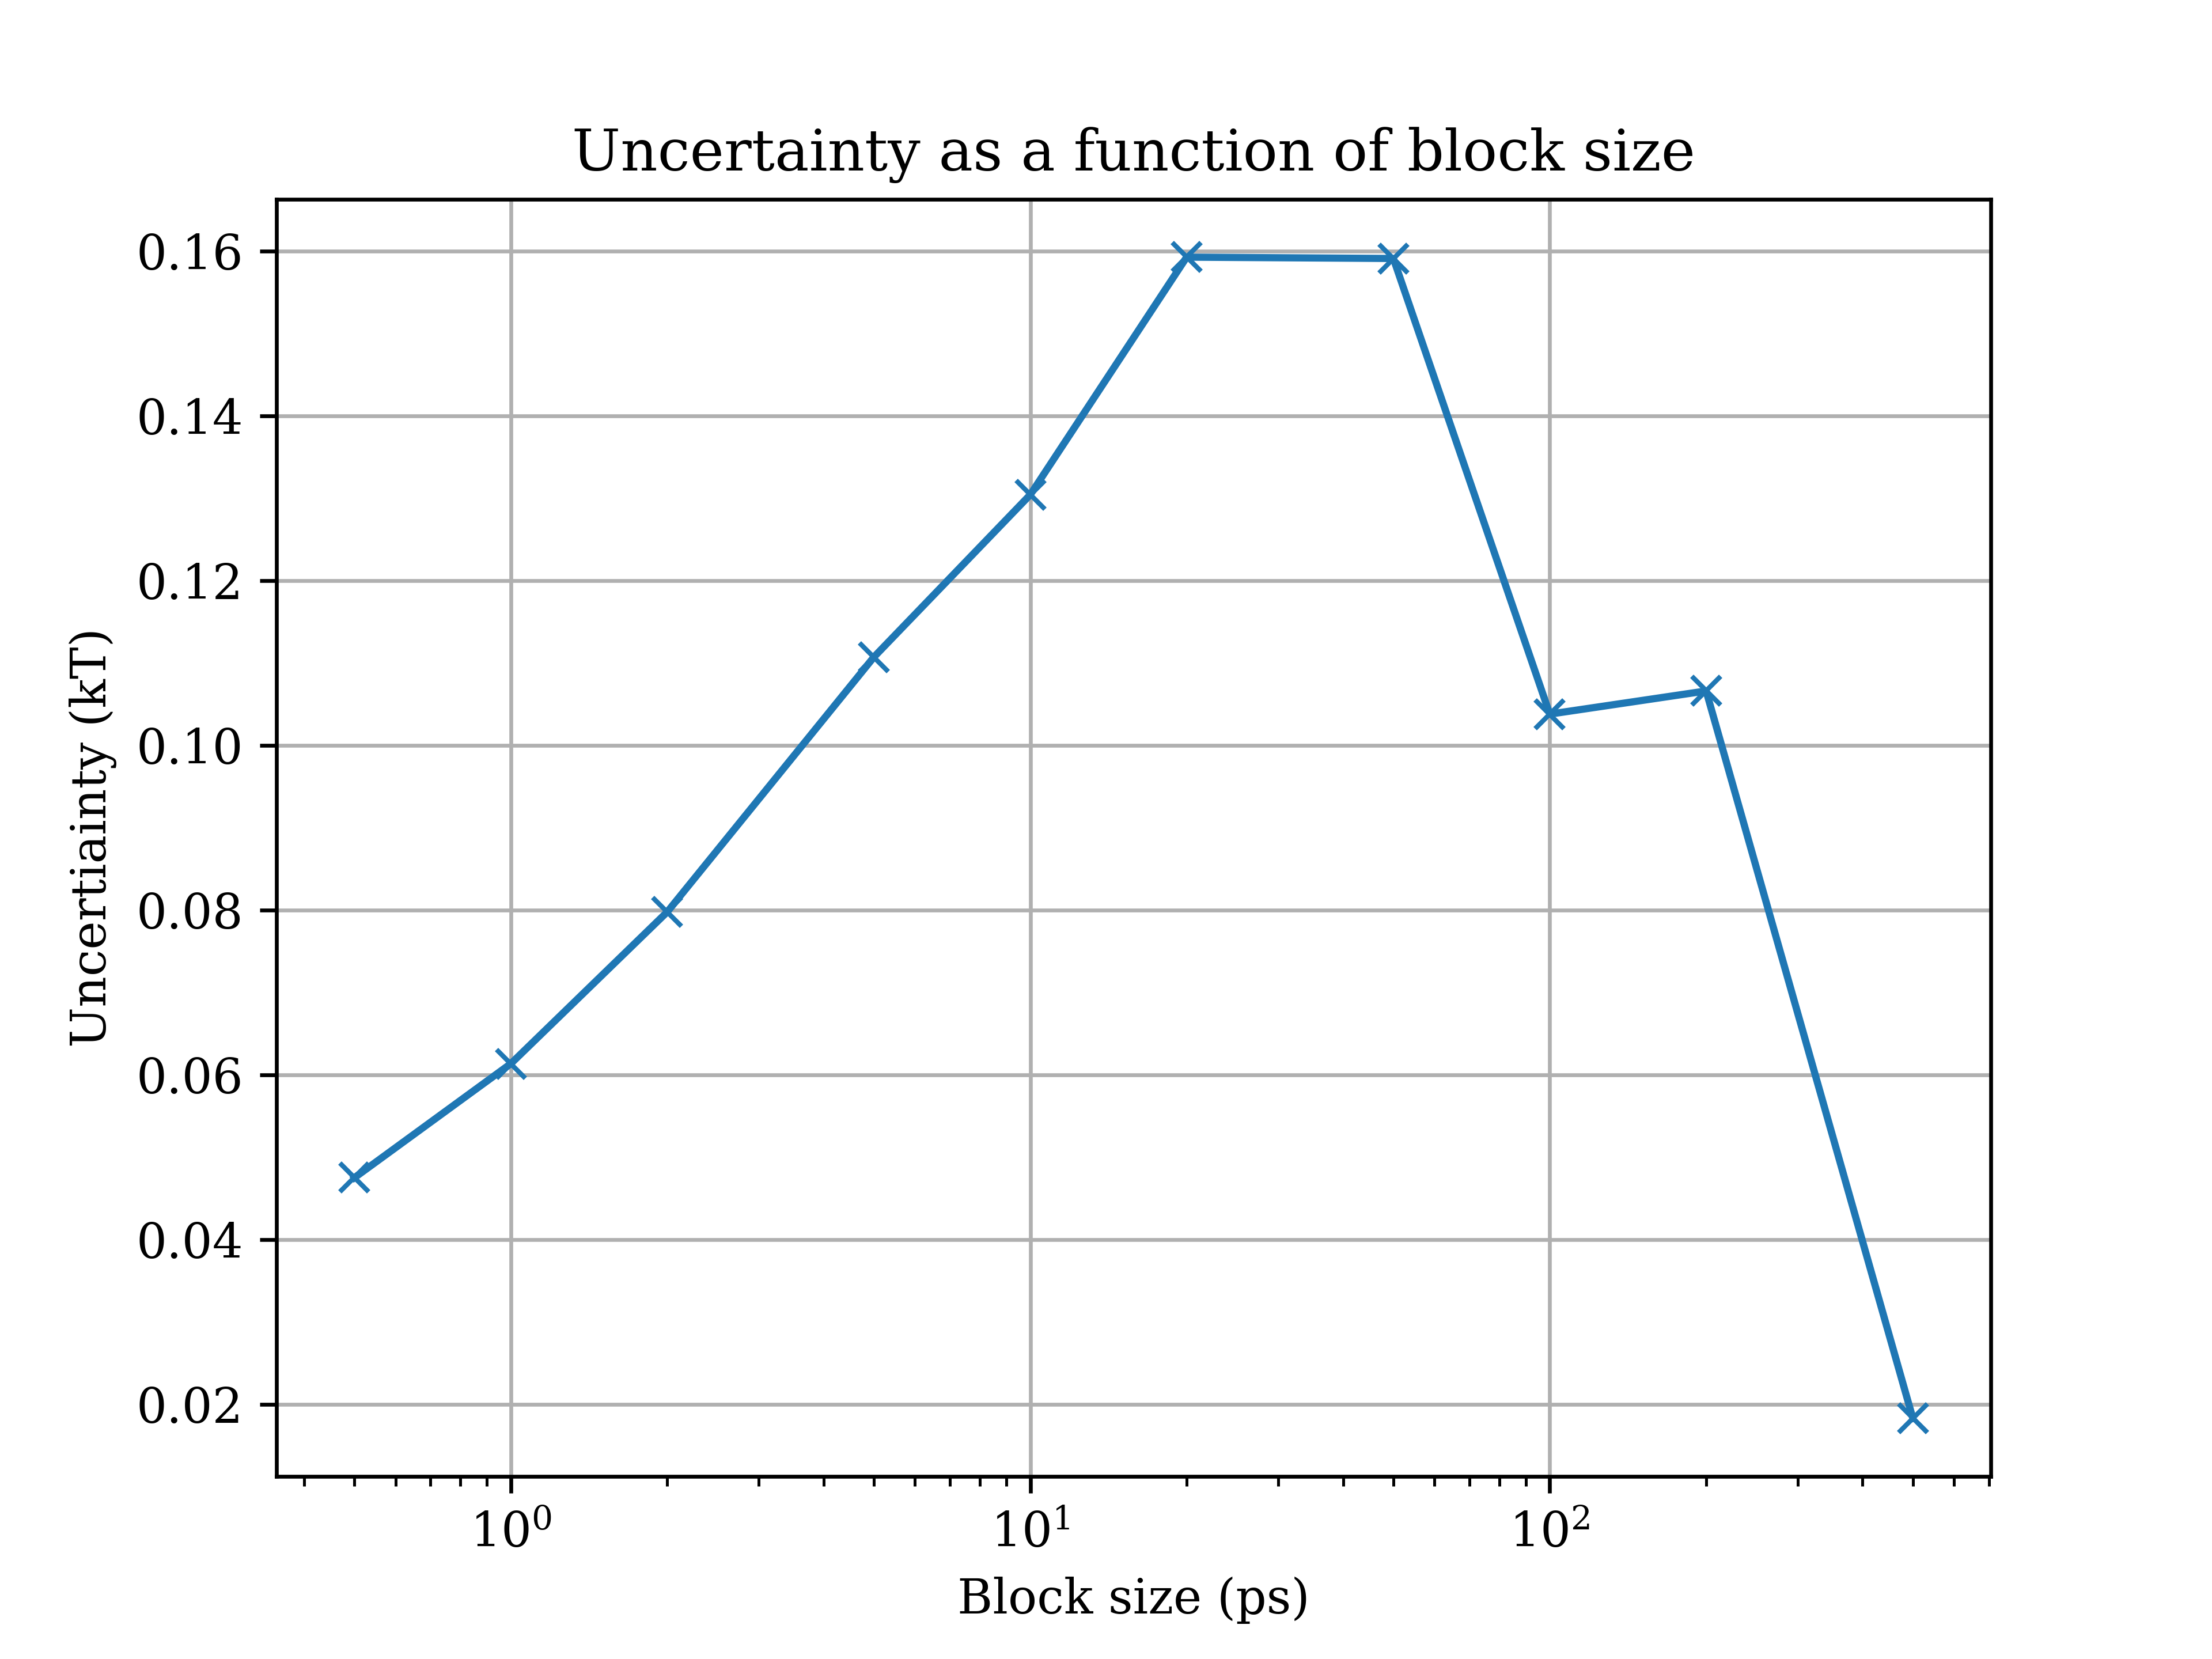 Uncertainty as a function of block size
0.16
0.14
0.12
0.10
0.08
0.06
0.04
0.02
Uncertiainty (kT)
10⁰ 10¹ 10²
Block size (ps)